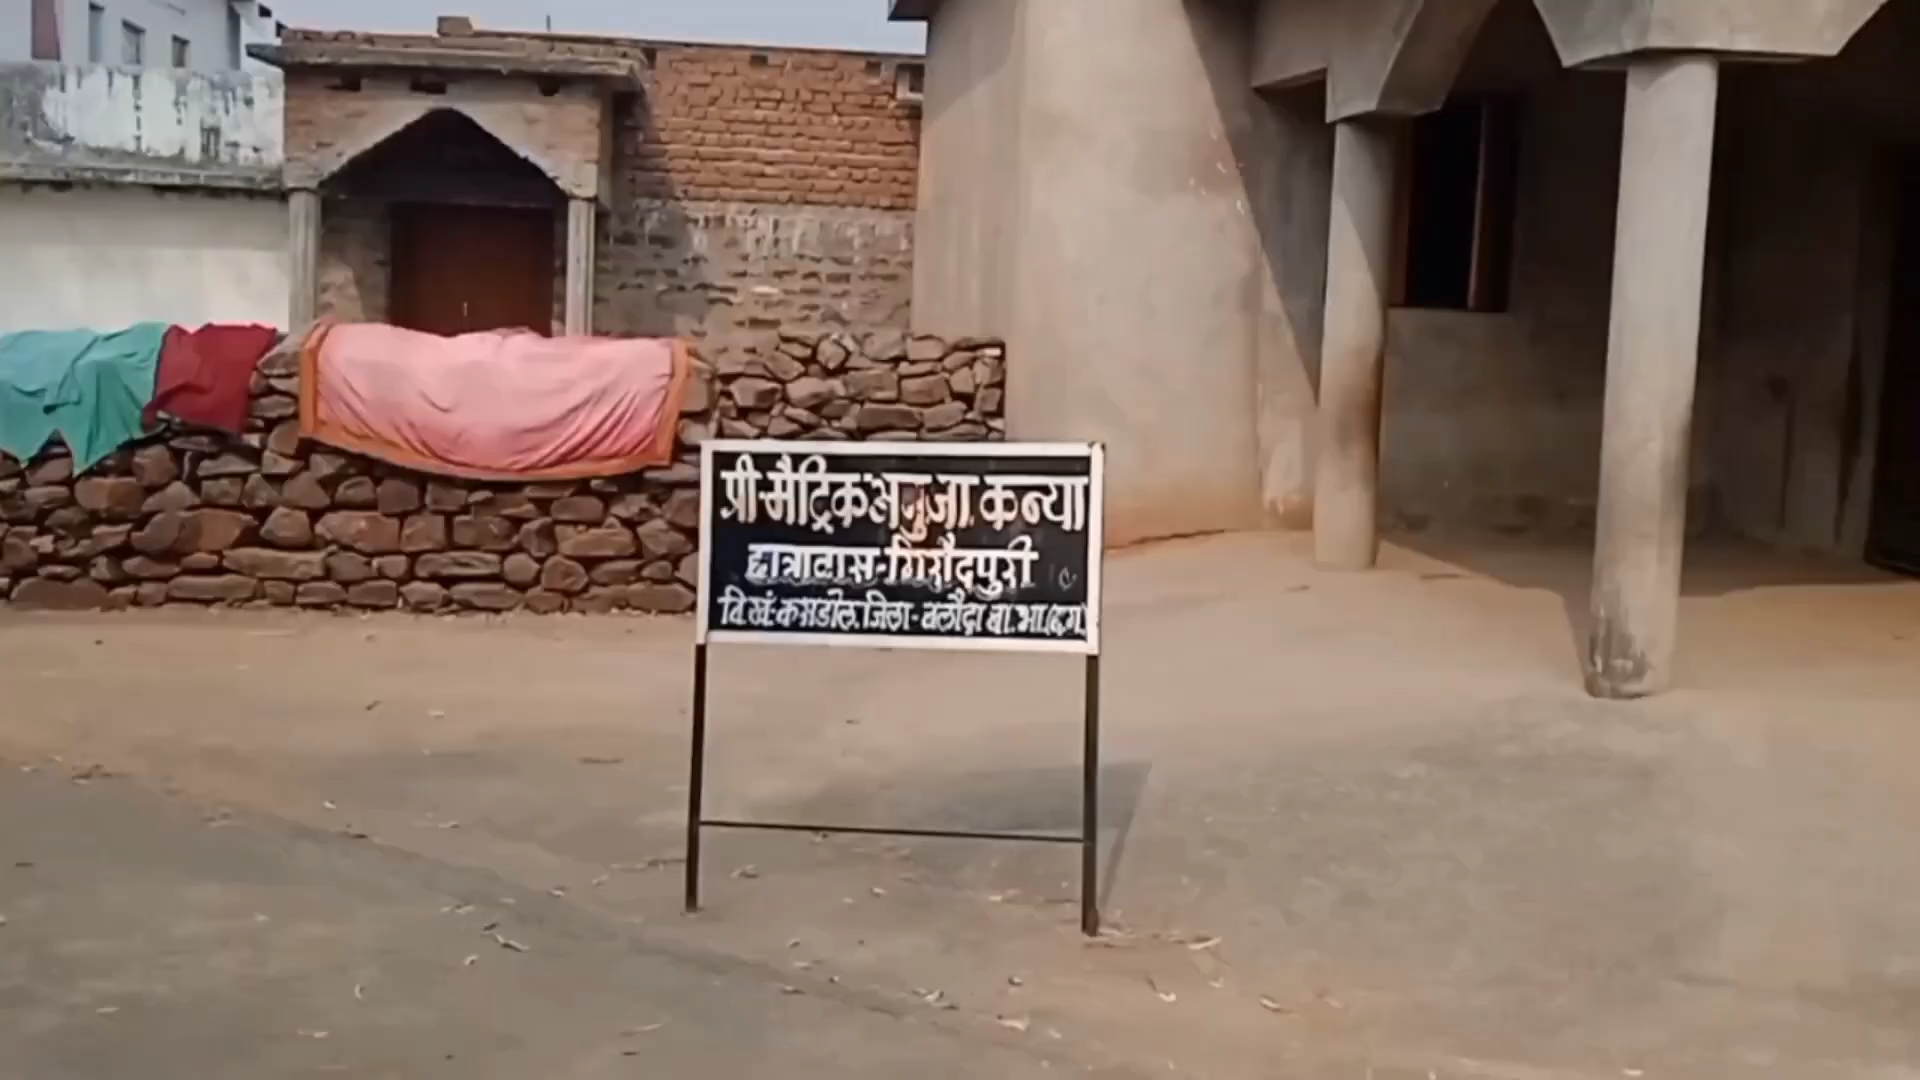 प्री-मैट्रिक अनुजा. कन्या
छात्रावास-गिरौदपुरी
वि.खं.-कसडोल, जिला-बलौदा बा. भा.(छ.ग.)